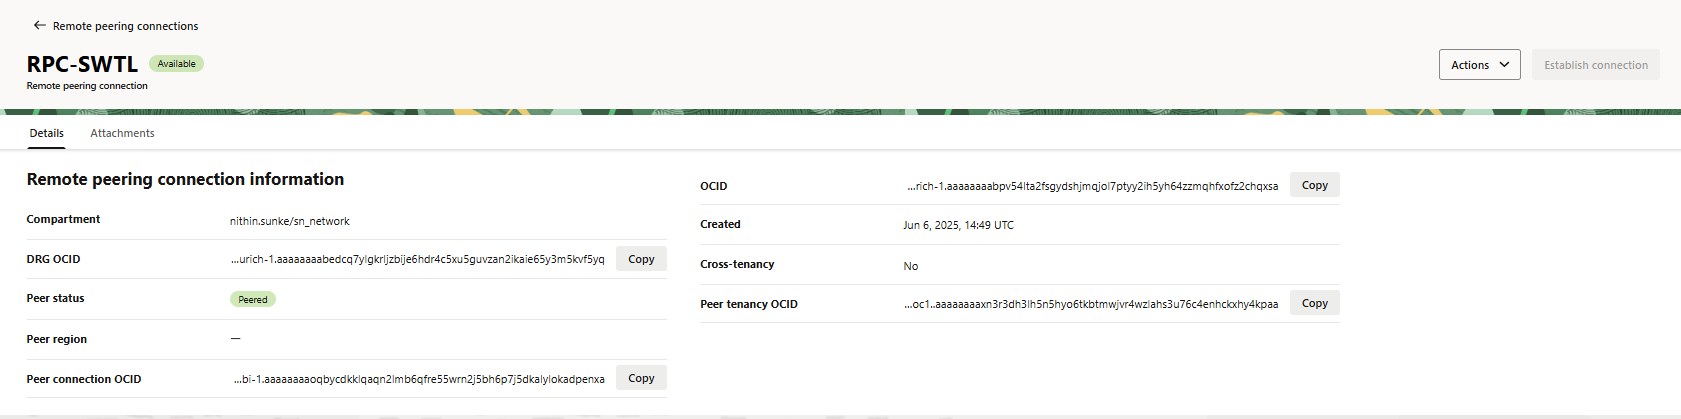 Remote peering connections
RPC-SWTL Available
Remote peering connection
Actions
Establish connection
Details Attachments
Remote peering connection information
Compartment nithin.sunke/sn_network
DRG OCID ...urich-1.aaaaaaaabedcq7ylgkrljzbije6hdr4c5xu5guvzan2ikaie65y3m5kvf5yq Copy
Peer status Peered
Peer region —
Peer connection OCID ...bi-1.aaaaaaaaoqbycdkklqaqn2lmb6qfre55wrn2j5bh6p7j5dkalylokadpenxa Copy
OCID ...rich-1.aaaaaaaabpv54lta2fsgydshjmqjol7ptyy2ih5yh64zzmqhfxofz2chqxsa Copy
Created Jun 6, 2025, 14:49 UTC
Cross-tenancy No
Peer tenancy OCID ...oc1..aaaaaaaaxn3r3dh3lh5n5hyo6tkbtmwjvr4wzlahs3u76c4enhckxhy4kpaa Copy